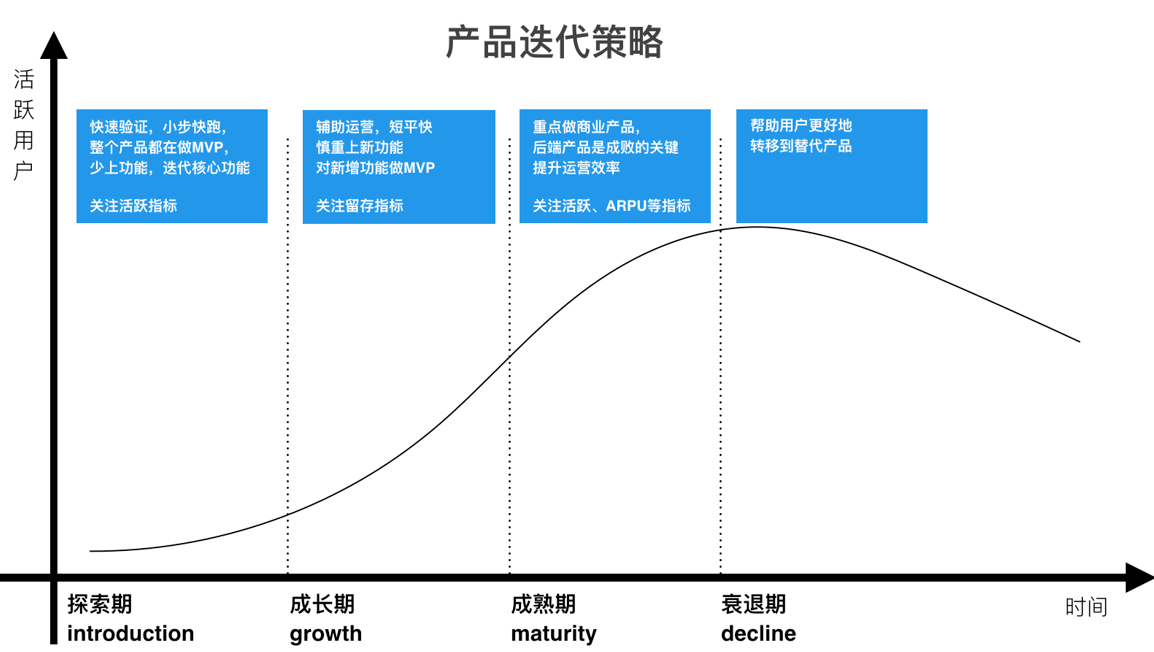 产品迭代策略
活跃用户
快速验证，小步快跑，
整个产品都在做MVP，
少上功能，迭代核心功能
关注活跃指标
辅助运营，短平快
慎重上新功能
对新增功能做MVP
关注留存指标
重点做商业产品，
后端产品是成败的关键
提升运营效率
关注活跃、ARPU等指标
帮助用户更好地
转移到替代产品
探索期
introduction
成长期
growth
成熟期
maturity
衰退期
decline
时间